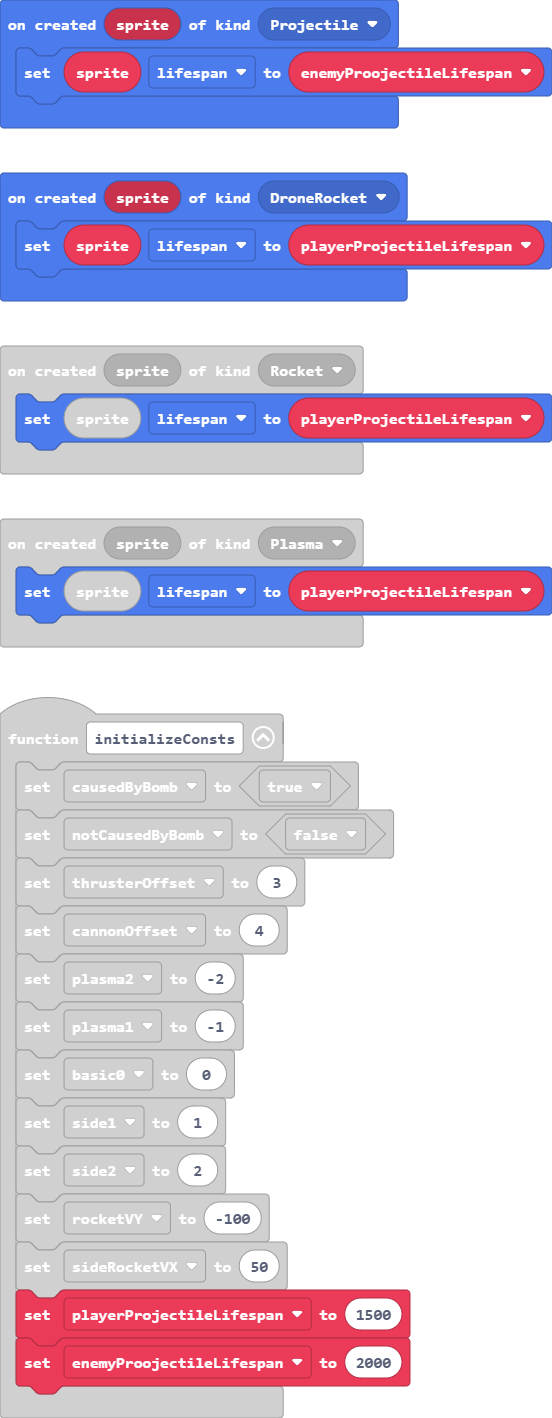 on created sprite of kind Projectile
set sprite lifespan to enemyProojectileLifespan
on created sprite of kind DroneRocket
set sprite lifespan to playerProjectileLifespan
on created sprite of kind Rocket
set sprite lifespan to playerProjectileLifespan
on created sprite of kind Plasma
set sprite lifespan to playerProjectileLifespan
function initializeConsts
set causedByBomb to true
set notCausedByBomb to false
set thrusterOffset to 3
set cannonOffset to 4
set plasma2 to -2
set plasma1 to -1
set basic0 to 0
set side1 to 1
set side2 to 2
set rocketVY to -100
set sideRocketVX to 50
set playerProjectileLifespan to 1500
set enemyProojectileLifespan to 2000